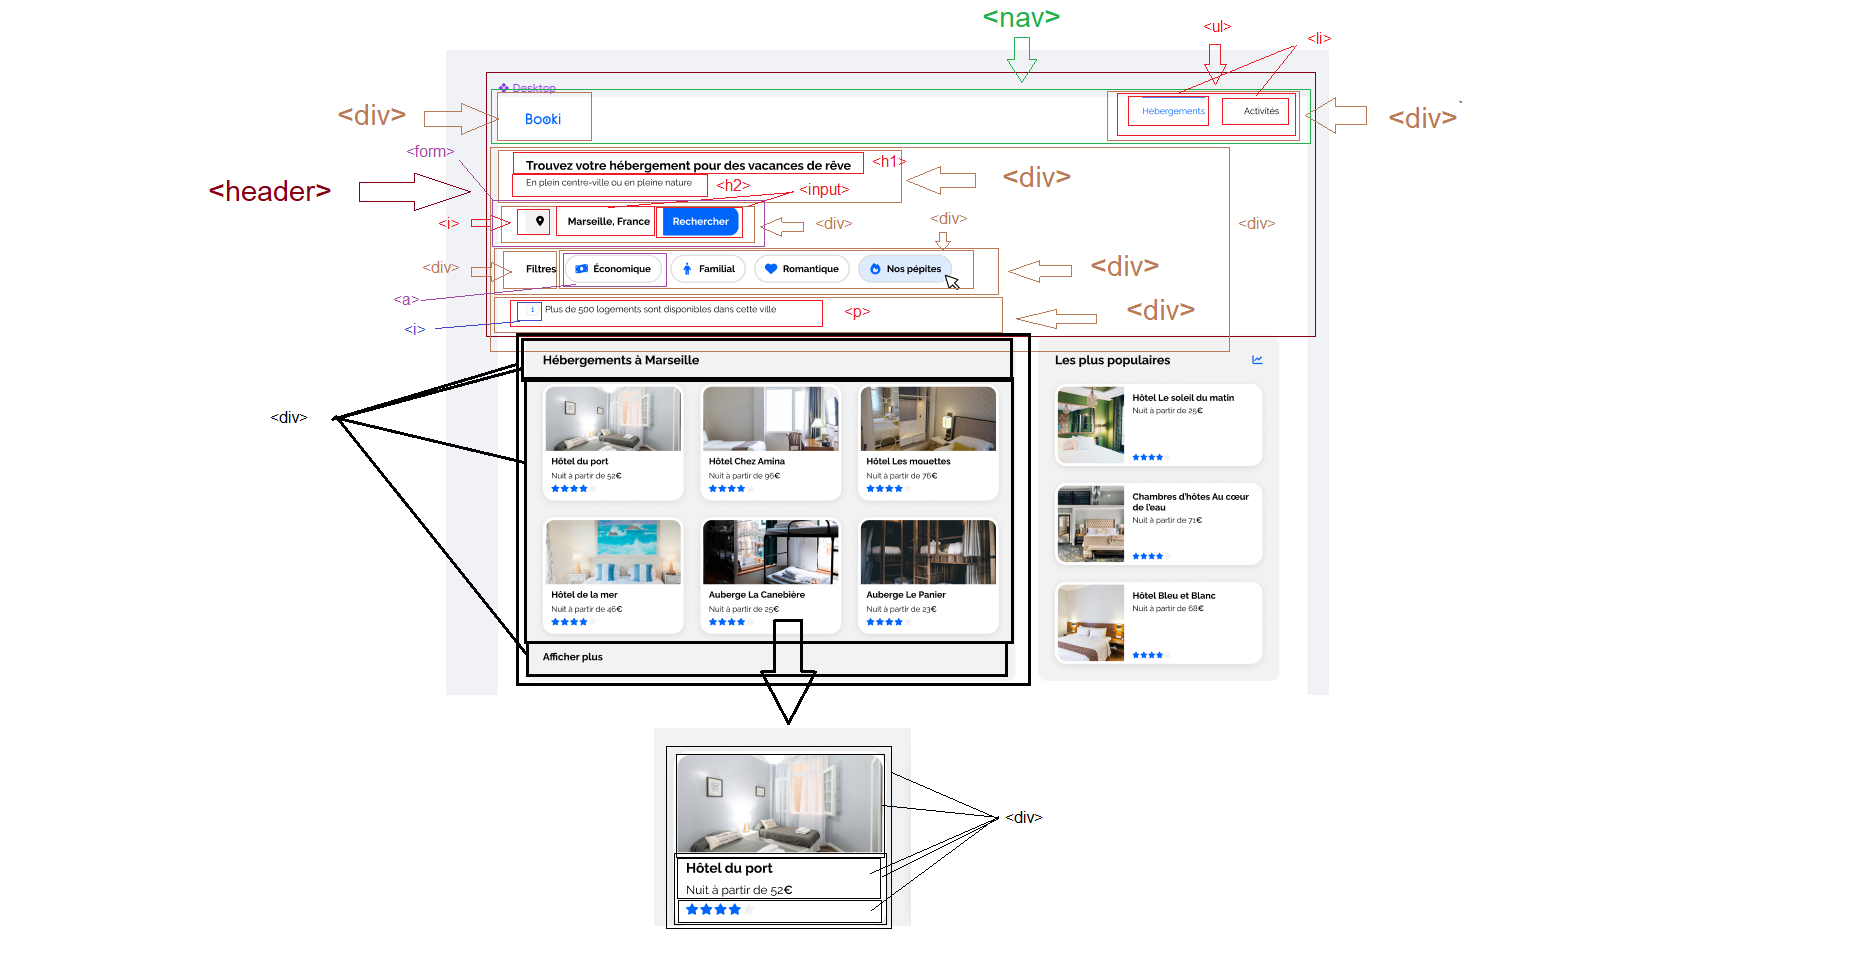 <nav>
<ul>
<li>
Desktop
<div>
Booki
Hébergements
Activités
<div>
<form>
Trouvez votre hébergement pour des vacances de rêve
<h1>
<div>
En plein centre-ville ou en pleine nature
<h2>
<input>
<header>
<i>
Marseille, France
Rechercher
<div>
<div>
<div>
<div>
Filtres
Économique
Familial
Romantique
Nos pépites
<div>
<a>
<i>
i
Plus de 500 logements sont disponibles dans cette ville
<p>
<div>
Hébergements à Marseille
Les plus populaires
<div>
Hôtel du port
Nuit à partir de 52€
Hôtel Chez Amina
Nuit à partir de 96€
Hôtel Les mouettes
Nuit à partir de 76€
Hôtel de la mer
Nuit à partir de 46€
Auberge La Canebière
Nuit à partir de 25€
Auberge Le Panier
Nuit à partir de 23€
Afficher plus
Hôtel Le soleil du matin
Nuit à partir de 25€
Chambres d'hôtes Au cœur
de l'eau
Nuit à partir de 71€
Hôtel Bleu et Blanc
Nuit à partir de 68€
Hôtel du port
Nuit à partir de 52€
<div>